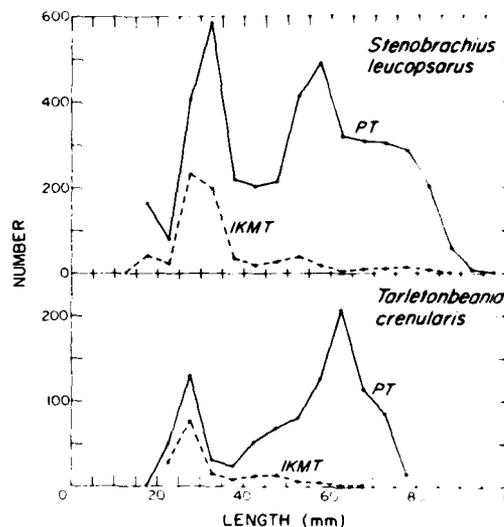 600
Stenobrachius
leucopsarus
PT
400
200
IKMT
0
NUMBER
Tarletonbeania
crenularis
200
PT
100
IKMT
0 20 40 60 80
LENGTH (mm)